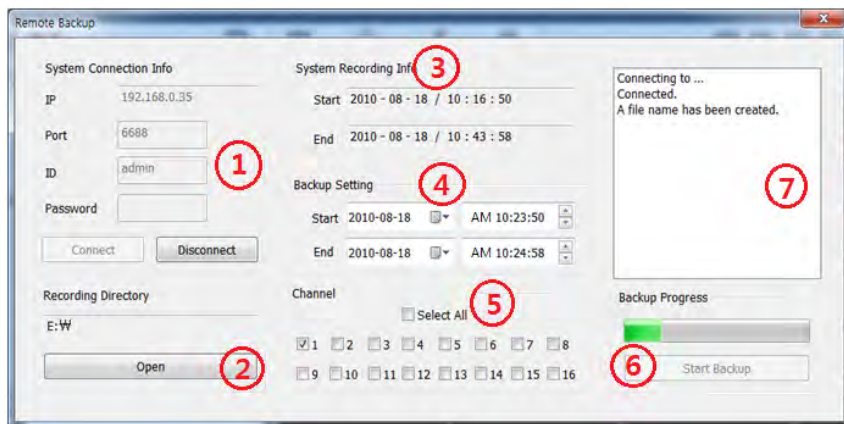 Remote Backup
System Connection Info
IP 192.168.0.35
Port 6688
ID admin
Password
Connect Disconnect
1
Recording Directory
E:₩
Open
2
System Recording Info
3
Start 2010 - 08 - 18 / 10 : 16 : 50
End 2010 - 08 - 18 / 10 : 43 : 58
Backup Setting
4
Start 2010-08-18 AM 10:23:50
End 2010-08-18 AM 10:24:58
Channel
Select All
5
1 2 3 4 5 6 7 8
9 10 11 12 13 14 15 16
Connecting to ...
Connected.
A file name has been created.
7
Backup Progress
6
Start Backup